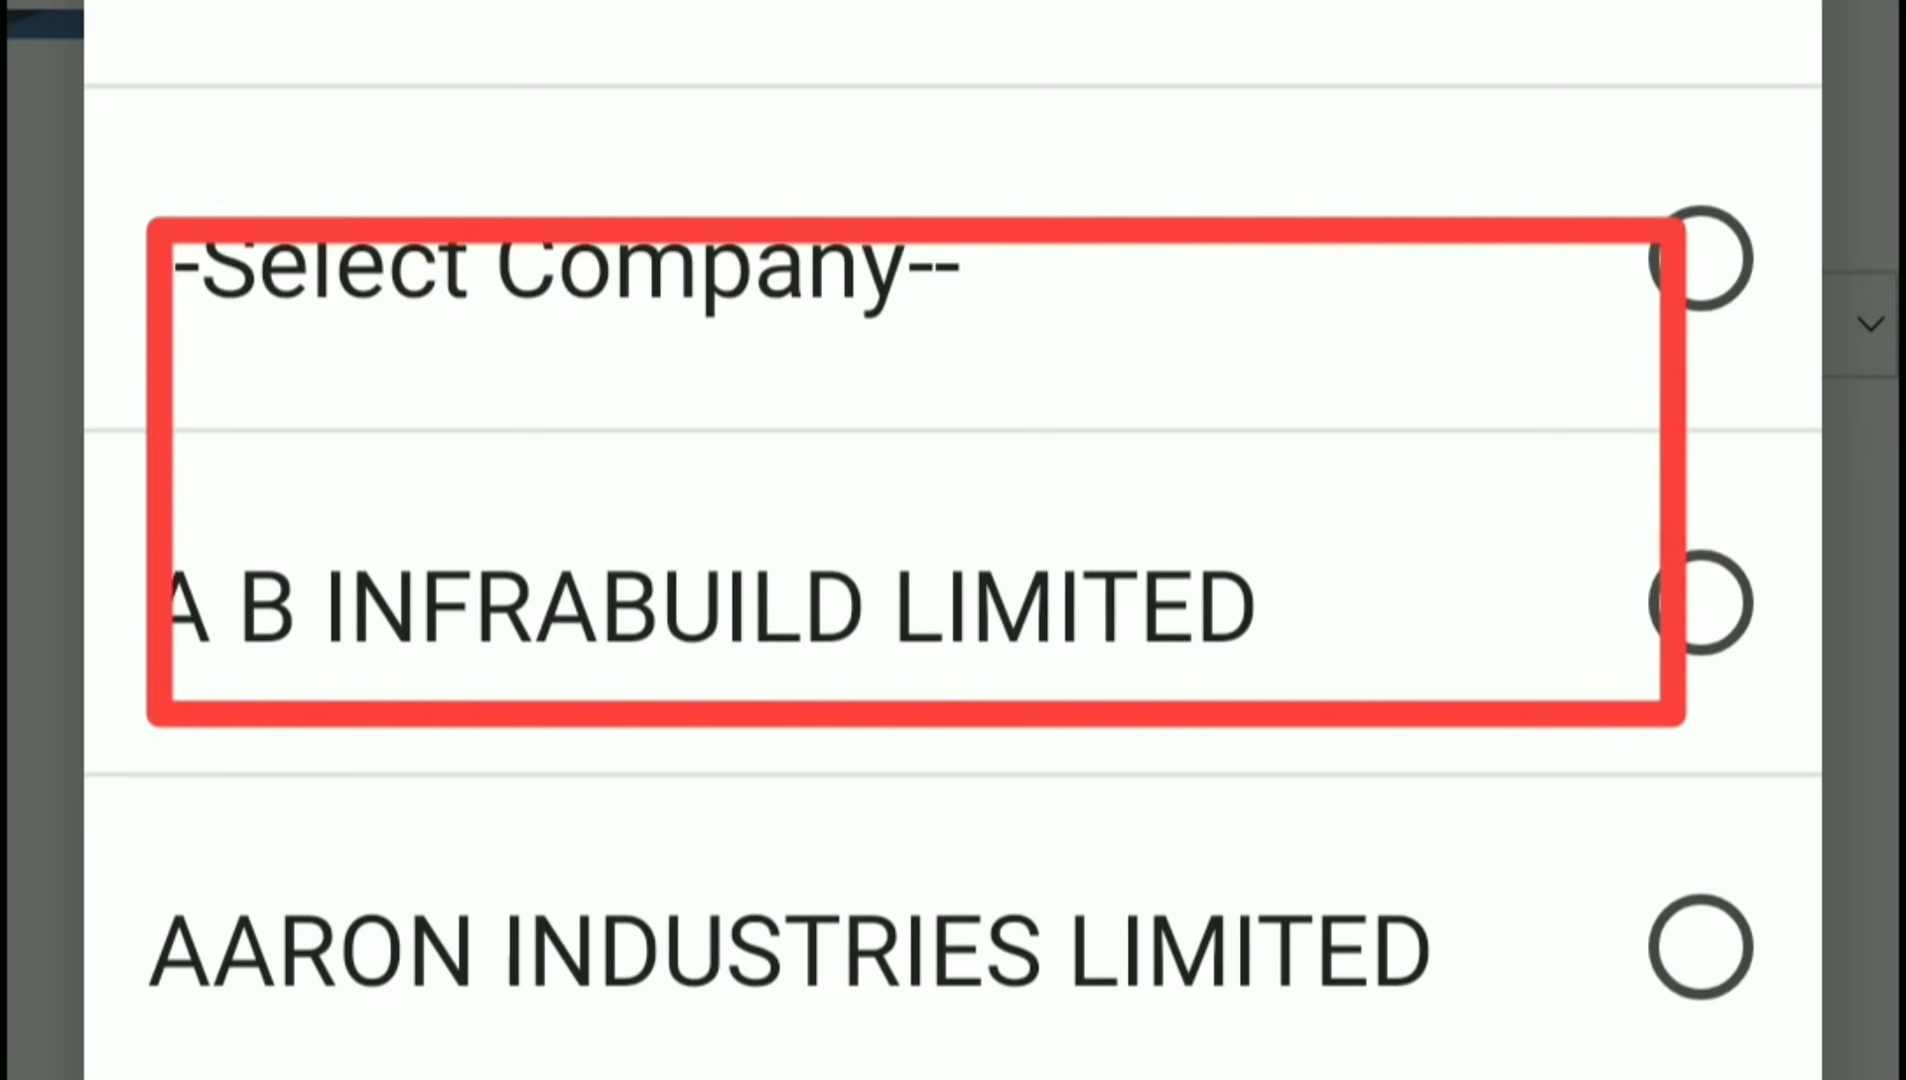 -Select Company--
A B INFRABUILD LIMITED
AARON INDUSTRIES LIMITED